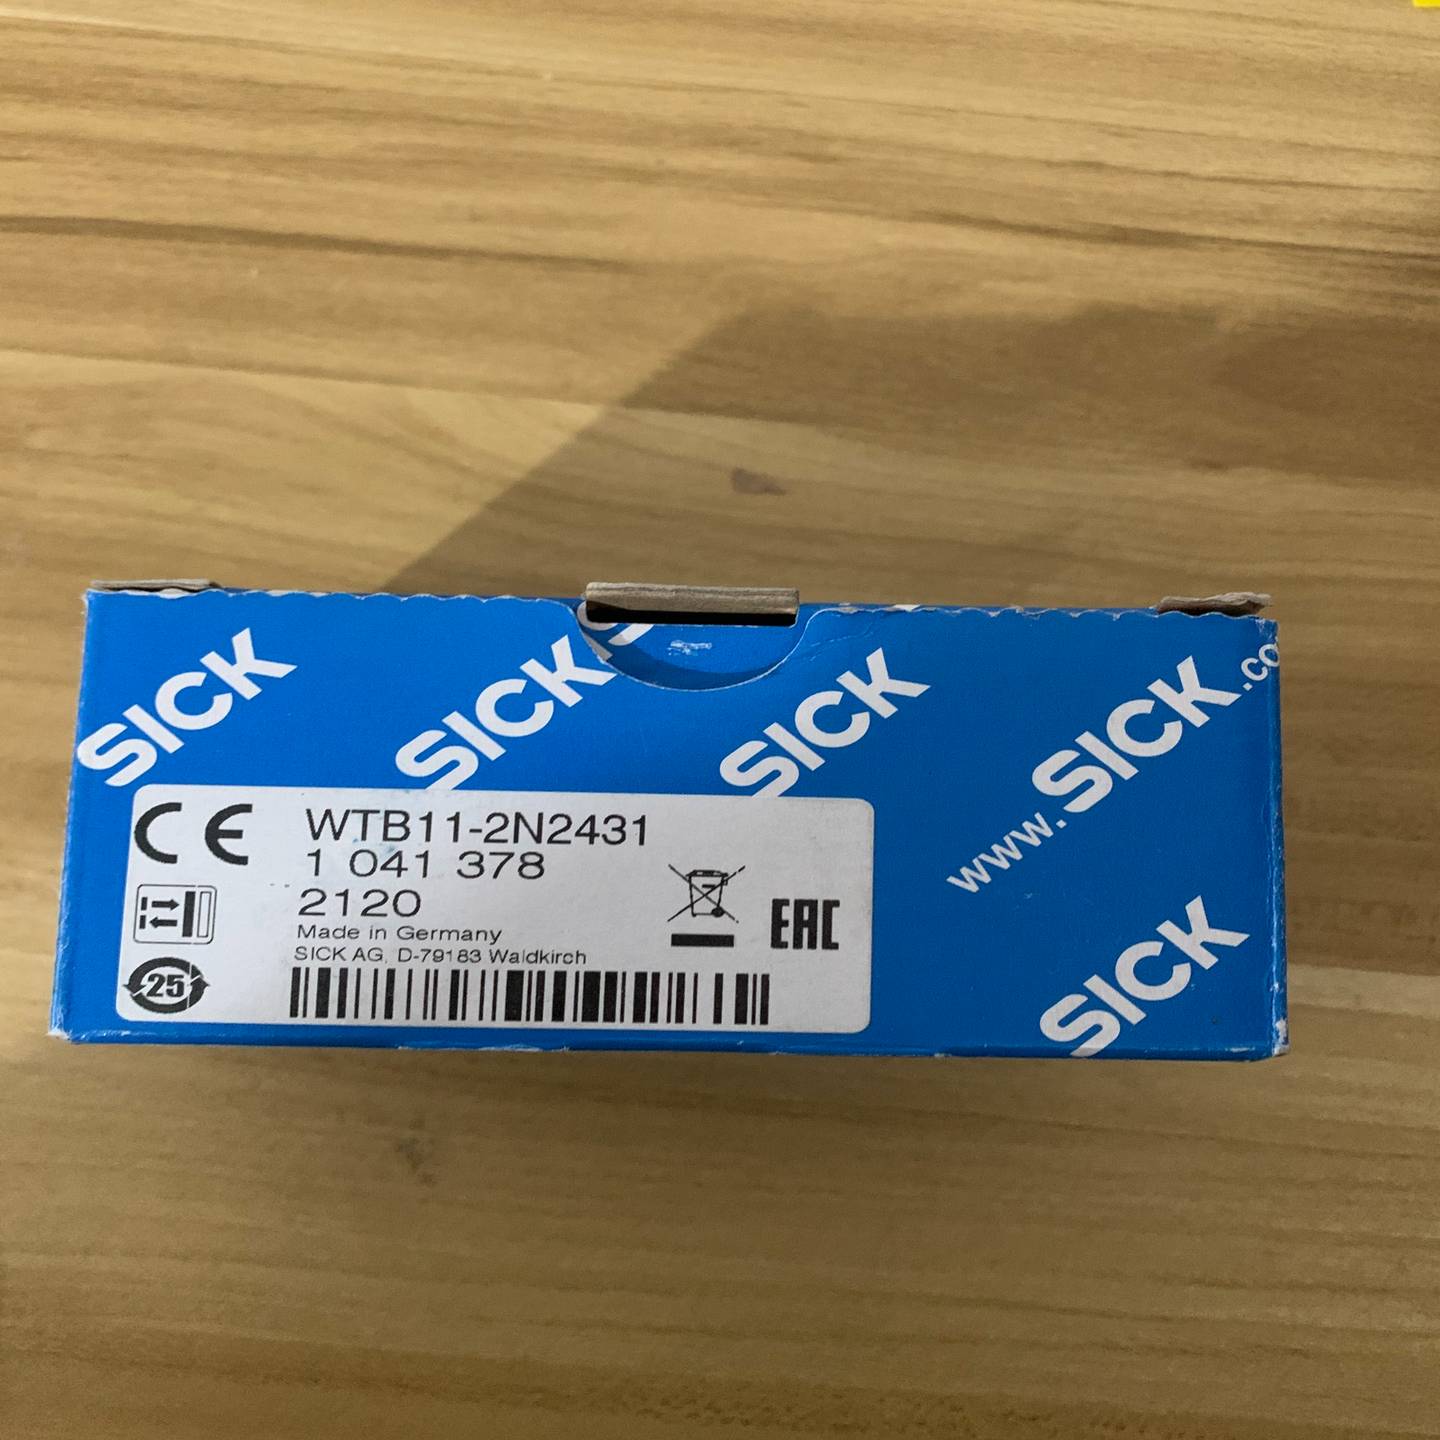 SICK
SICK
SICK
www.SICK.co
SICK
CE
WTB11-2N2431
1 041 378
2120
Made in Germany
SICK AG, D-79183 Waldkirch
EAC
25